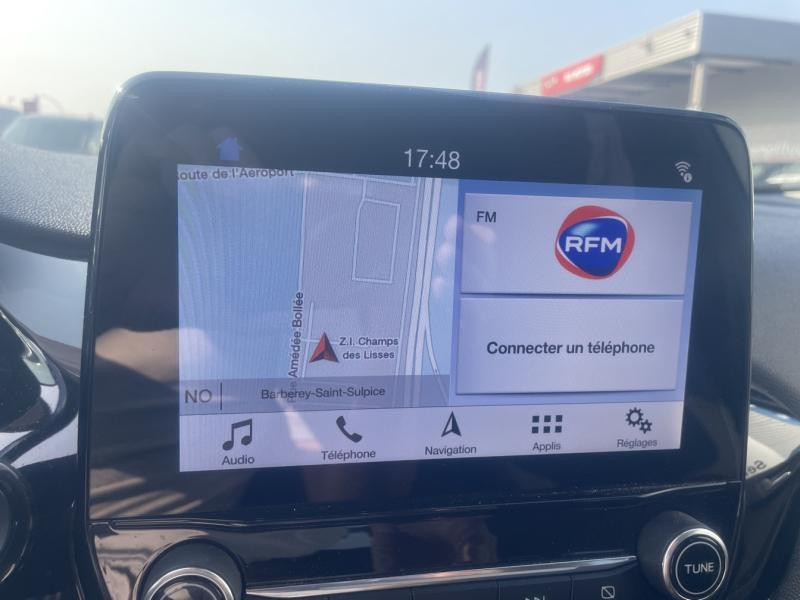 17:48
Route de l'Aéroport
FM
RFM
Rue Amédée Bollée
Z.I. Champs
des Lisses
Connecter un téléphone
NO
Barberey-Saint-Sulpice
Audio
Téléphone
Navigation
Applis
Réglages
TUNE